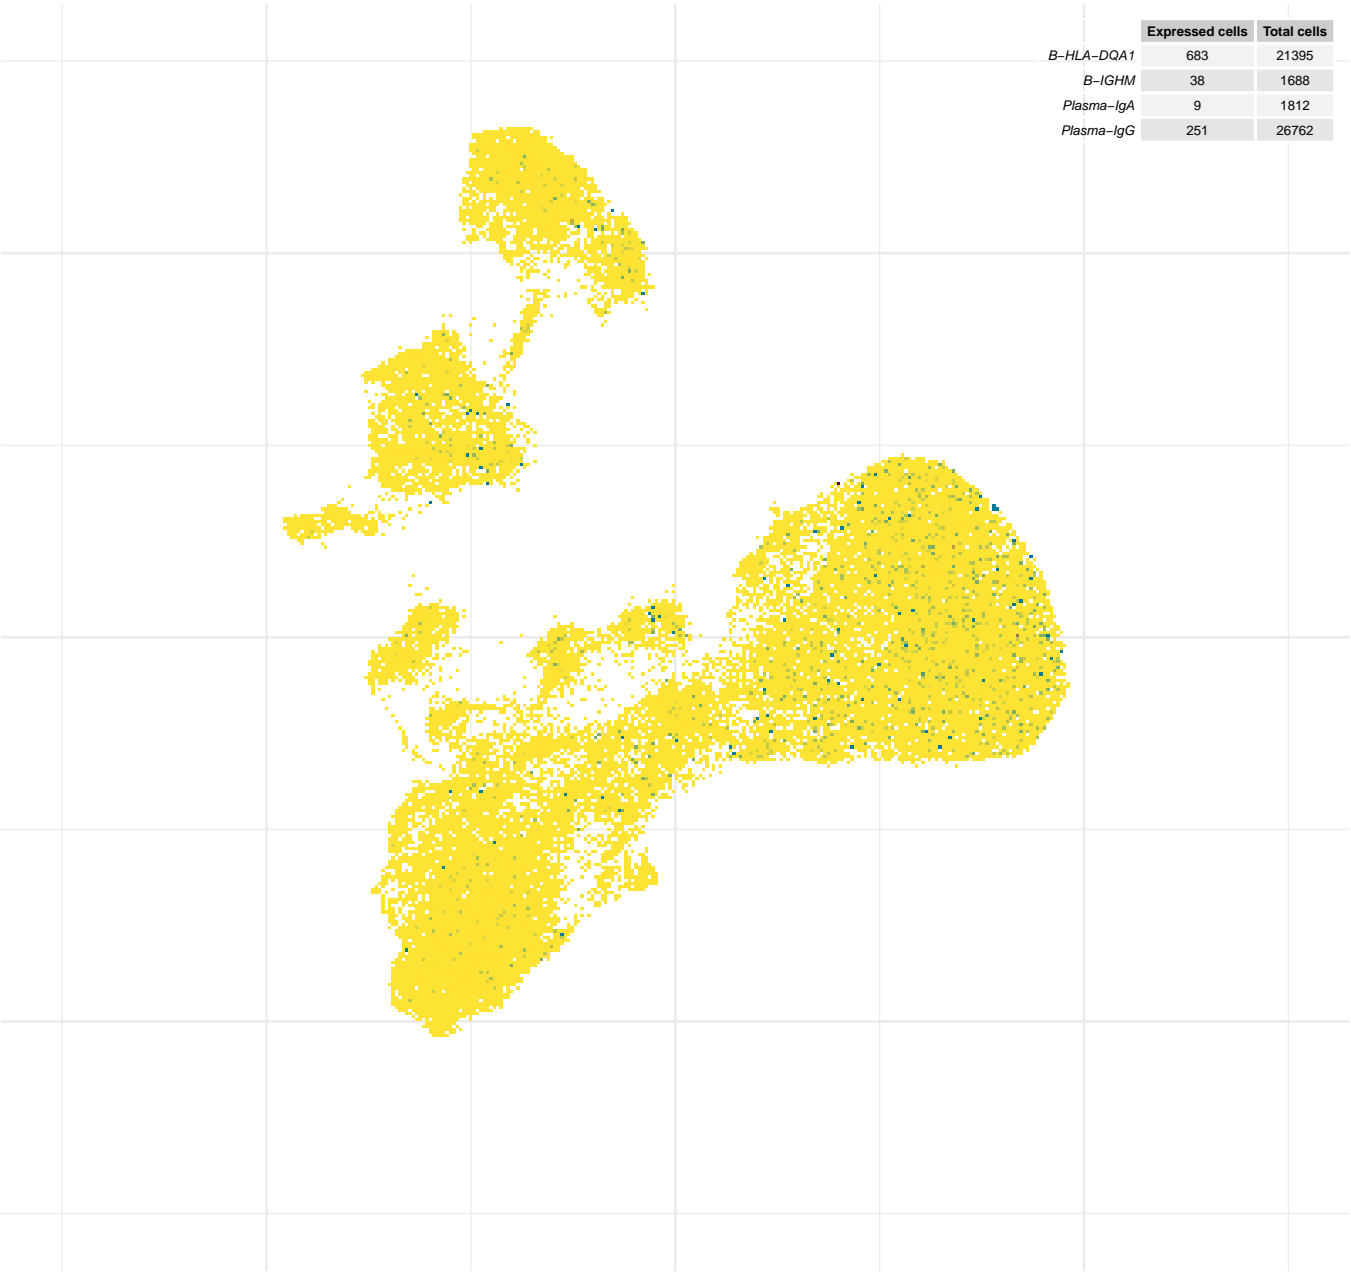 Expressed cells Total cells
B−HLA−DQA1 683 21395
B−IGHM 38 1688
Plasma−IgA 9 1812
Plasma−IgG 251 26762